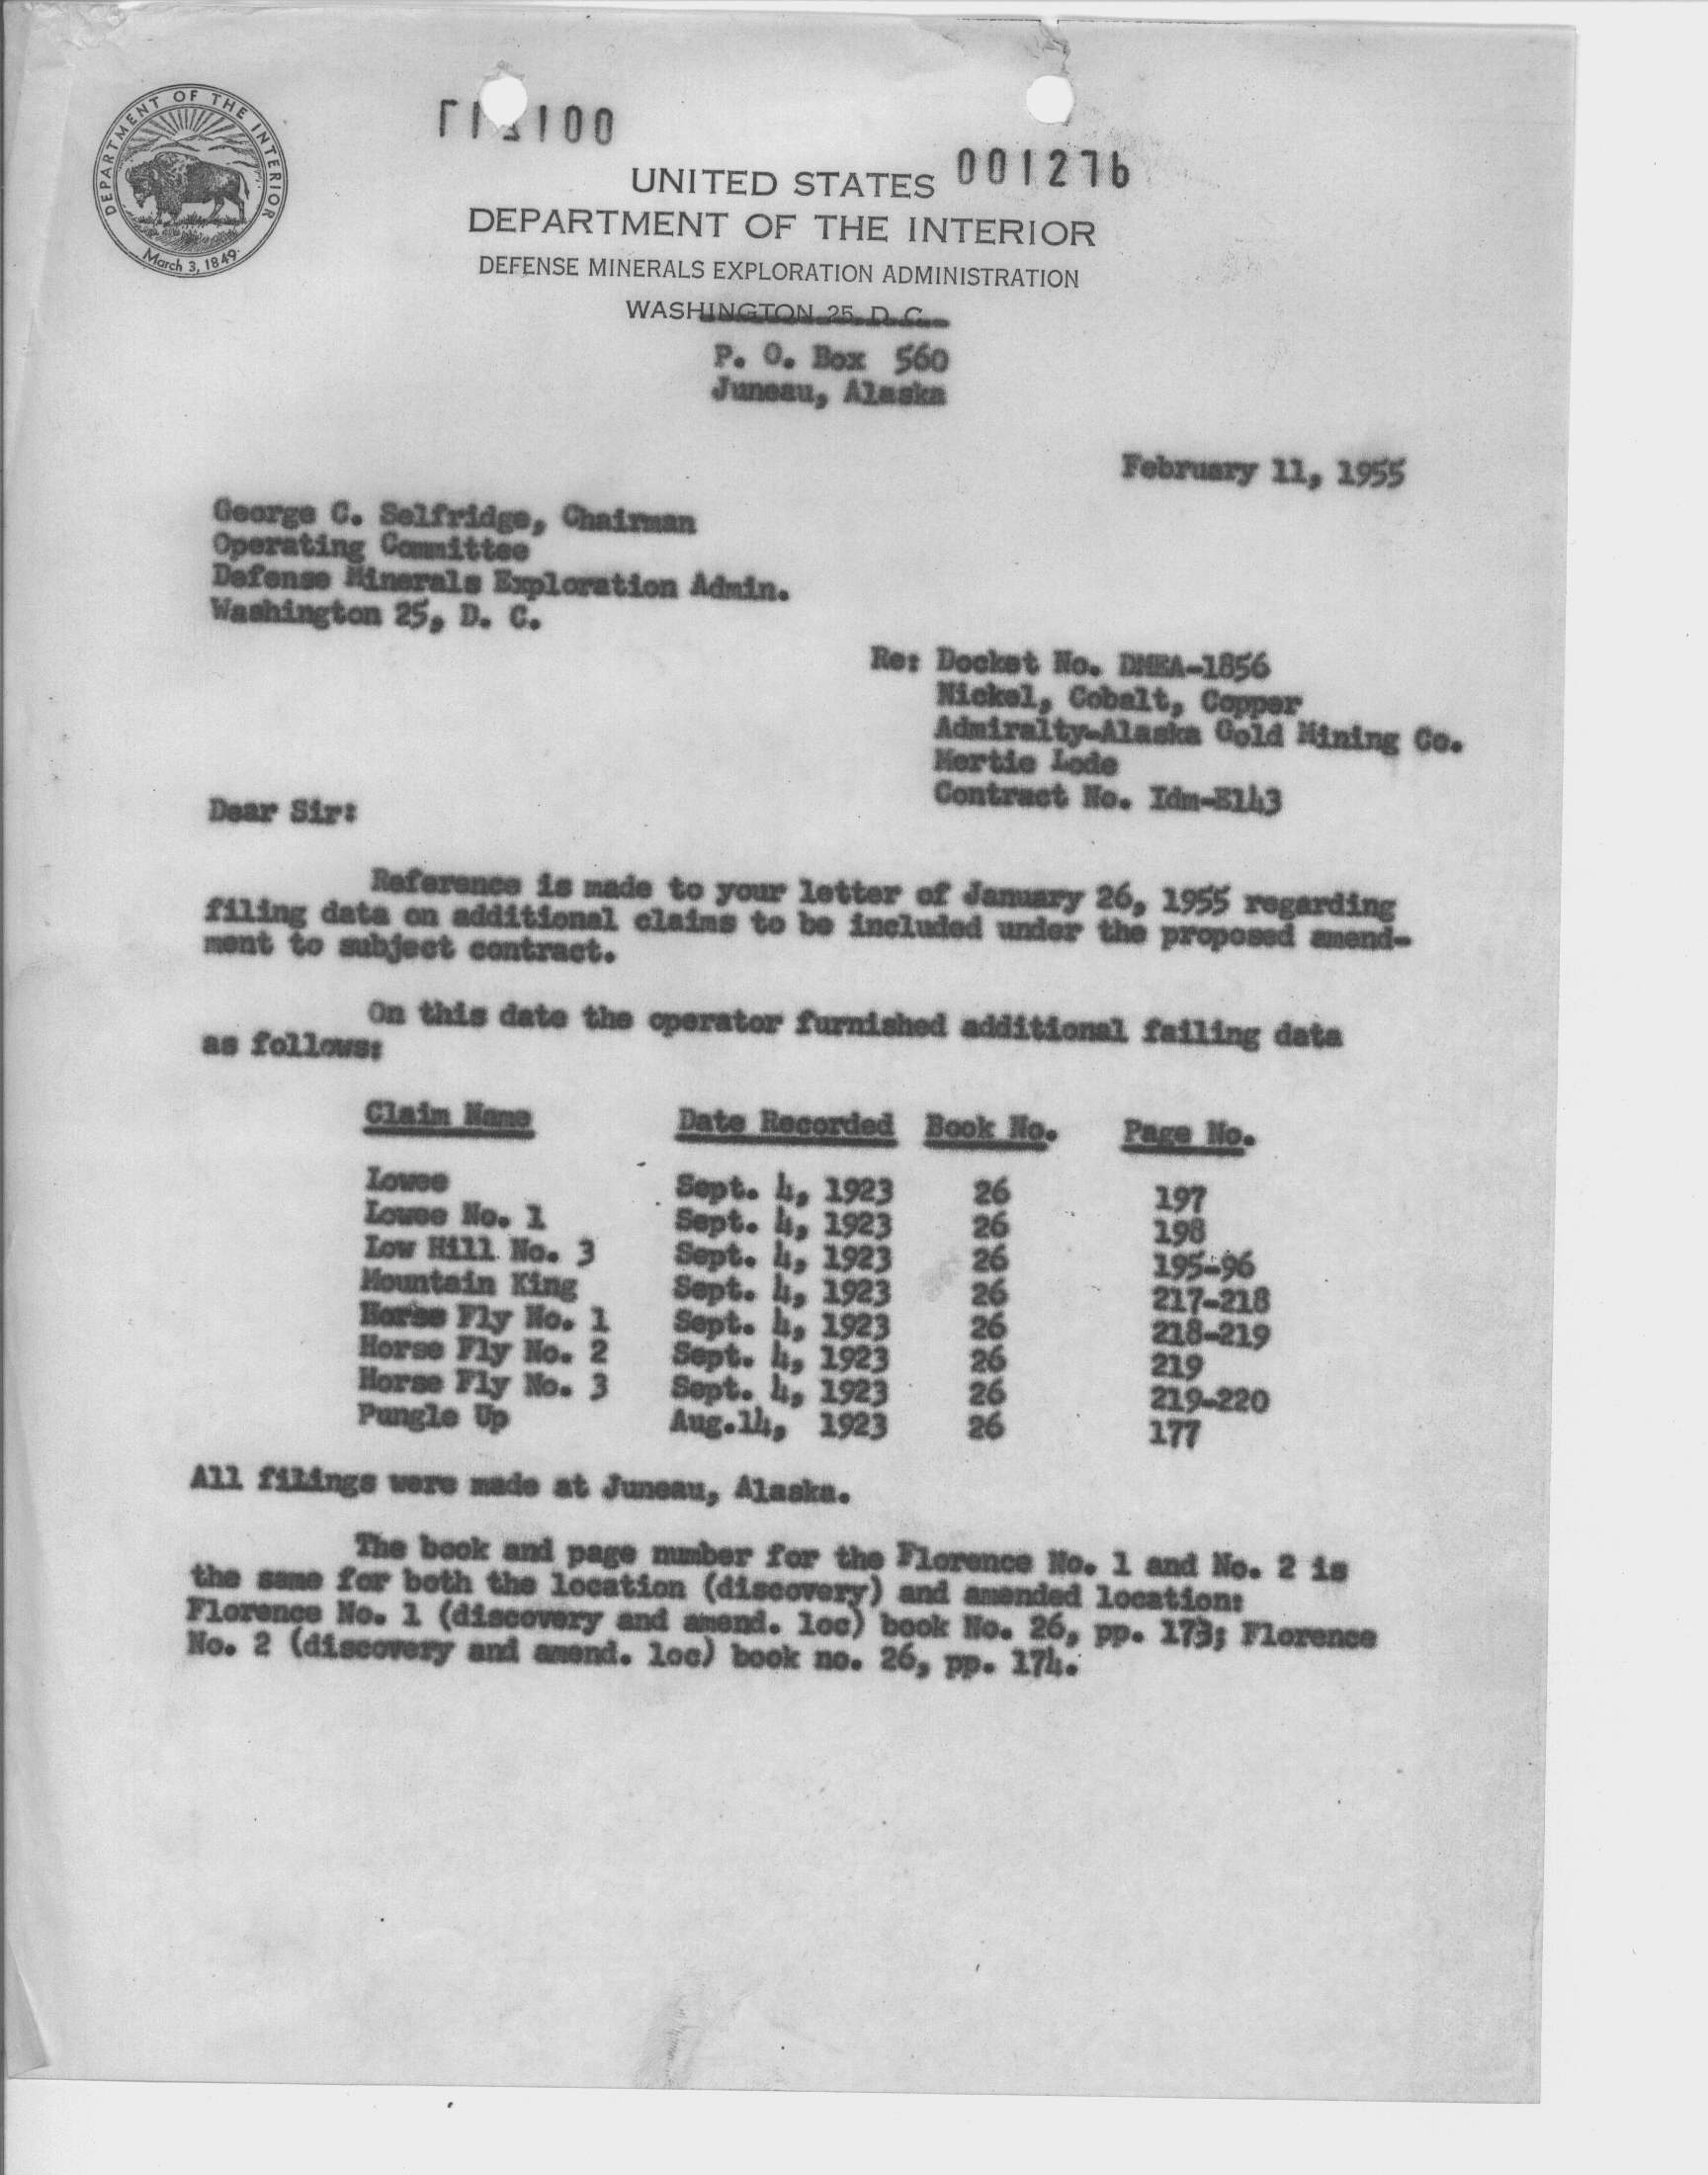 DEPARTMENT OF THE INTERIOR
March 3, 1849
001276
UNITED STATES
DEPARTMENT OF THE INTERIOR
DEFENSE MINERALS EXPLORATION ADMINISTRATION
WASHINGTON 25, D. C.
P. O. Box 560
Juneau, Alaska
February 11, 1955
George C. Selfridge, Chairman
Operating Committee
Defense Minerals Exploration Admin.
Washington 25, D. C.
Re: Docket No. DMEA-1856
Nickel, Cobalt, Copper
Admiralty-Alaska Gold Mining Co.
Mertie Lode
Contract No. Idm-E143
Dear Sir:
Reference is made to your letter of January 26, 1955 regarding
filing data on additional claims to be included under the proposed amend-
ment to subject contract.
On this date the operator furnished additional failing data
as follows:
Claim Name Date Recorded Book No. Page No.
Lowee Sept. 4, 1923 26 197
Lowee No. 1 Sept. 4, 1923 26 198
Low Hill No. 3 Sept. 4, 1923 26 195-96
Mountain King Sept. 4, 1923 26 217-218
Horse Fly No. 1 Sept. 4, 1923 26 218-219
Horse Fly No. 2 Sept. 4, 1923 26 219
Horse Fly No. 3 Sept. 4, 1923 26 219-220
Pungle Up Aug.14, 1923 26 177
All filings were made at Juneau, Alaska.
The book and page number for the Florence No. 1 and No. 2 is
the same for both the location (discovery) and amended location:
Florence No. 1 (discovery and amend. loc) book No. 26, pp. 173; Florence
No. 2 (discovery and amend. loc) book no. 26, pp. 174.